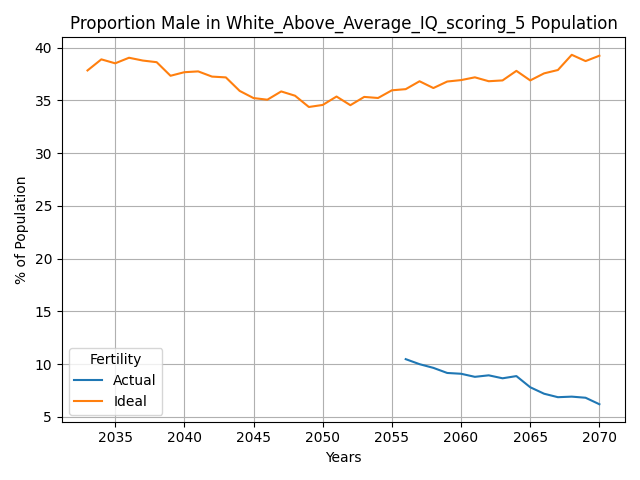 Proportion Male in White_Above_Average_IQ_scoring_5 Population
% of Population
40
35
30
25
20
15
10
5
Fertility
Actual
Ideal
2035 2040 2045 2050 2055 2060 2065 2070
Years